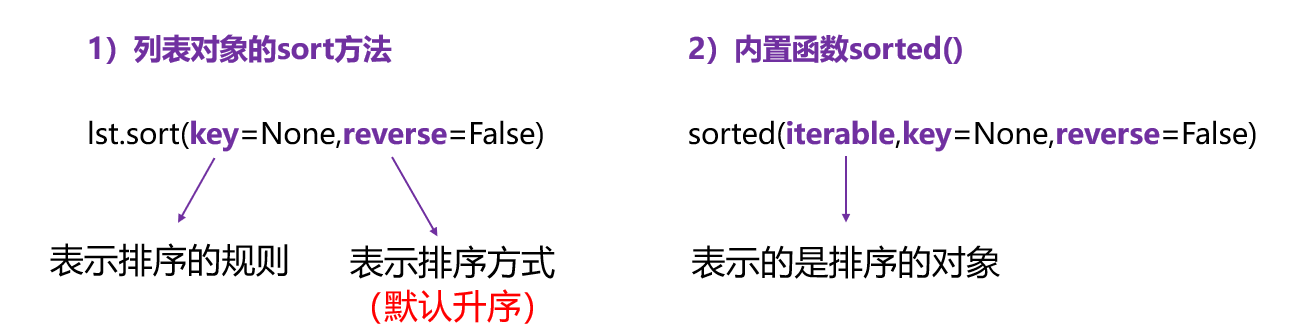 1）列表对象的sort方法
lst.sort(key=None,reverse=False)
表示排序的规则
表示排序方式
（默认升序）
2）内置函数sorted()
sorted(iterable,key=None,reverse=False)
表示的是排序的对象